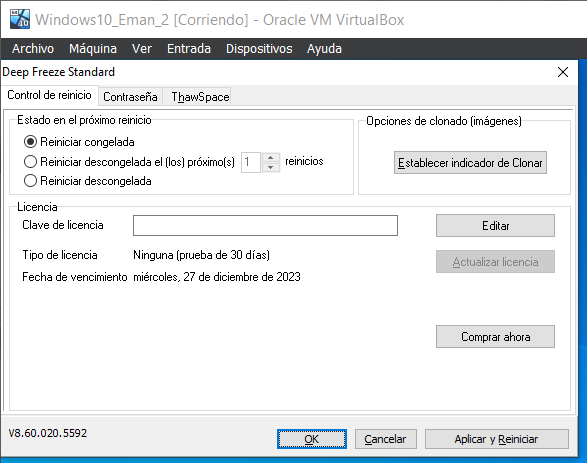 Windows10_Eman_2 [Corriendo] - Oracle VM VirtualBox
Archivo Máquina Ver Entrada Dispositivos Ayuda
Deep Freeze Standard
Control de reinicio Contraseña ThawSpace
Estado en el próximo reinicio
Reiniciar congelada
Reiniciar descongelada el (los) próximo(s) 1 reinicios
Reiniciar descongelada
Opciones de clonado (imágenes)
Establecer indicador de Clonar
Licencia
Clave de licencia Editar
Tipo de licencia Ninguna (prueba de 30 días) Actualizar licencia
Fecha de vencimiento miércoles, 27 de diciembre de 2023
Comprar ahora
V8.60.020.5592 OK Cancelar Aplicar y Reiniciar